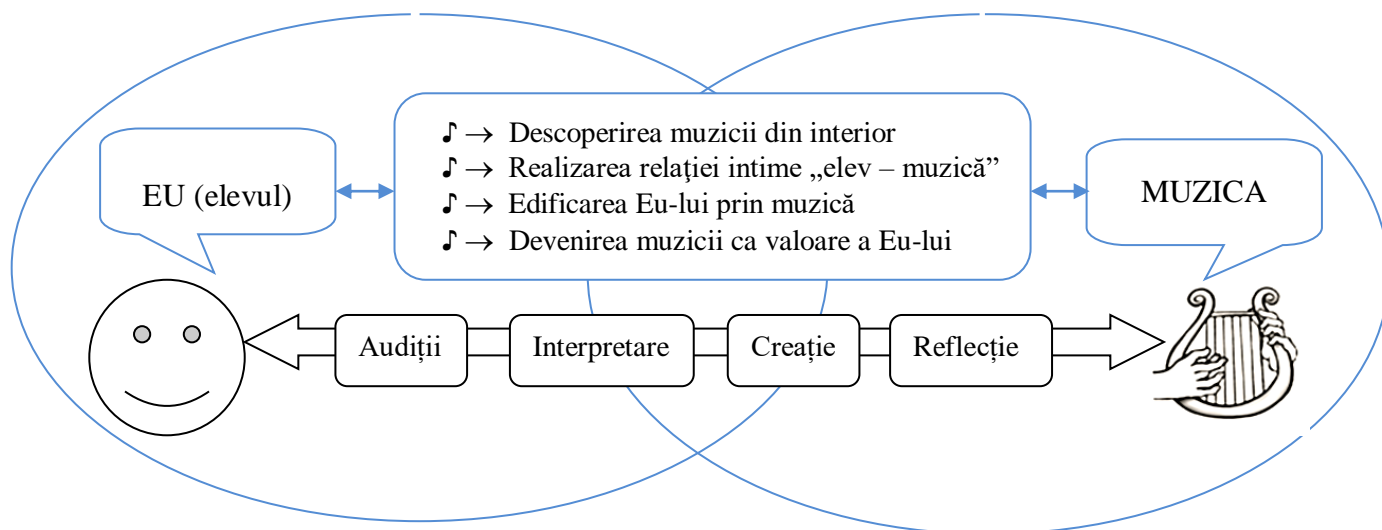 ♪ → Descoperirea muzicii din interior
♪ → Realizarea relaţiei intime „elev – muzică”
♪ → Edificarea Eu-lui prin muzică
♪ → Devenirea muzicii ca valoare a Eu-lui
EU (elevul)
MUZICA
Audiții
Interpretare
Creație
Reflecție